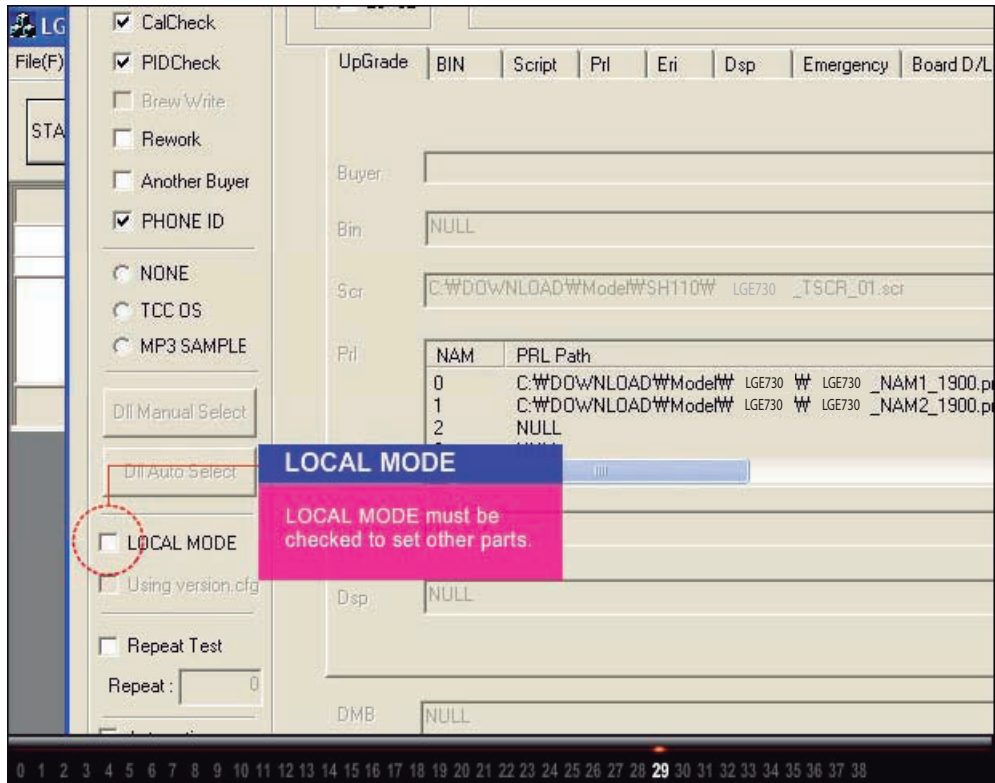 LG
CalCheck
File(F)
PIDCheck
UpGrade BIN Script Prl Eri Dsp Emergency Board D/L
Brew Write
STA
Rework
Another Buyer
Buyer
PHONE ID
Bin NULL
NONE
Scr C:₩DOWNLOAD₩Model₩SH110₩ LGE730 _TSCR_01.scr
TCC OS
MP3 SAMPLE
Prl NAM PRL Path
0 C:₩DOWNLOAD₩Model₩ LGE730 ₩ LGE730 _NAM1_1900.pr
Dll Manual Select
1 C:₩DOWNLOAD₩Model₩ LGE730 ₩ LGE730 _NAM2_1900.pr
2 NULL
Dll Auto Select
LOCAL MODE
LOCAL MODE must be
checked to set other parts.
LOCAL MODE
Using version.cfg
Dsp NULL
Repeat Test
Repeat : 0
DMB NULL
0 1 2 3 4 5 6 7 8 9 10 11 12 13 14 15 16 17 18 19 20 21 22 23 24 25 26 27 28 29 30 31 32 33 34 35 36 37 38